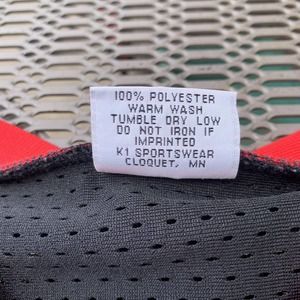 100% POLYESTER
WARM WASH
TUMBLE DRY LOW
DO NOT IRON IF
IMPRINTED
K1 SPORTSWEAR
CLOQUET, MN